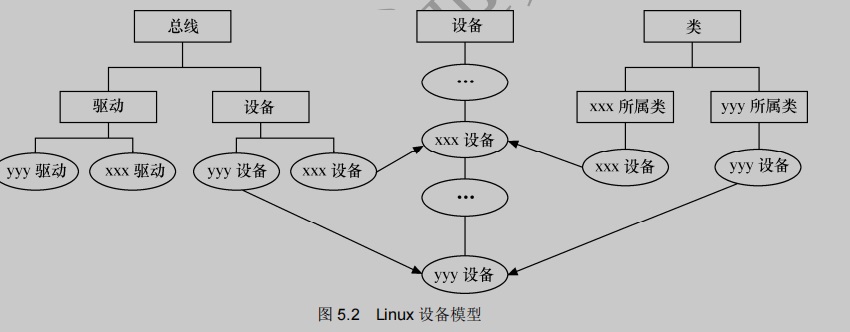 总线
设备
类
驱动
设备
xxx 所属类
yyy 所属类
...
xxx 设备
yyy 驱动
xxx 驱动
yyy 设备
xxx 设备
xxx 设备
yyy 设备
...
yyy 设备
图 5.2 Linux 设备模型